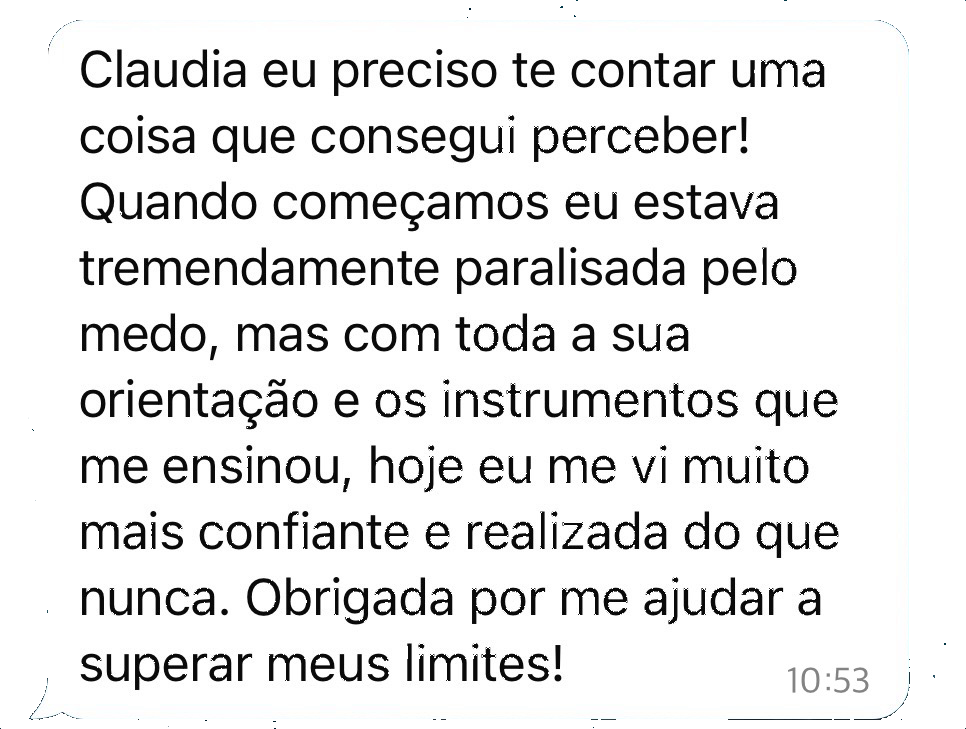 Claudia eu preciso te contar uma
coisa que consegui perceber!
Quando começamos eu estava
tremendamente paralisada pelo
medo, mas com toda a sua
orientação e os instrumentos que
me ensinou, hoje eu me vi muito
mais confiante e realizada do que
nunca. Obrigada por me ajudar a
superar meus limites!
10:53